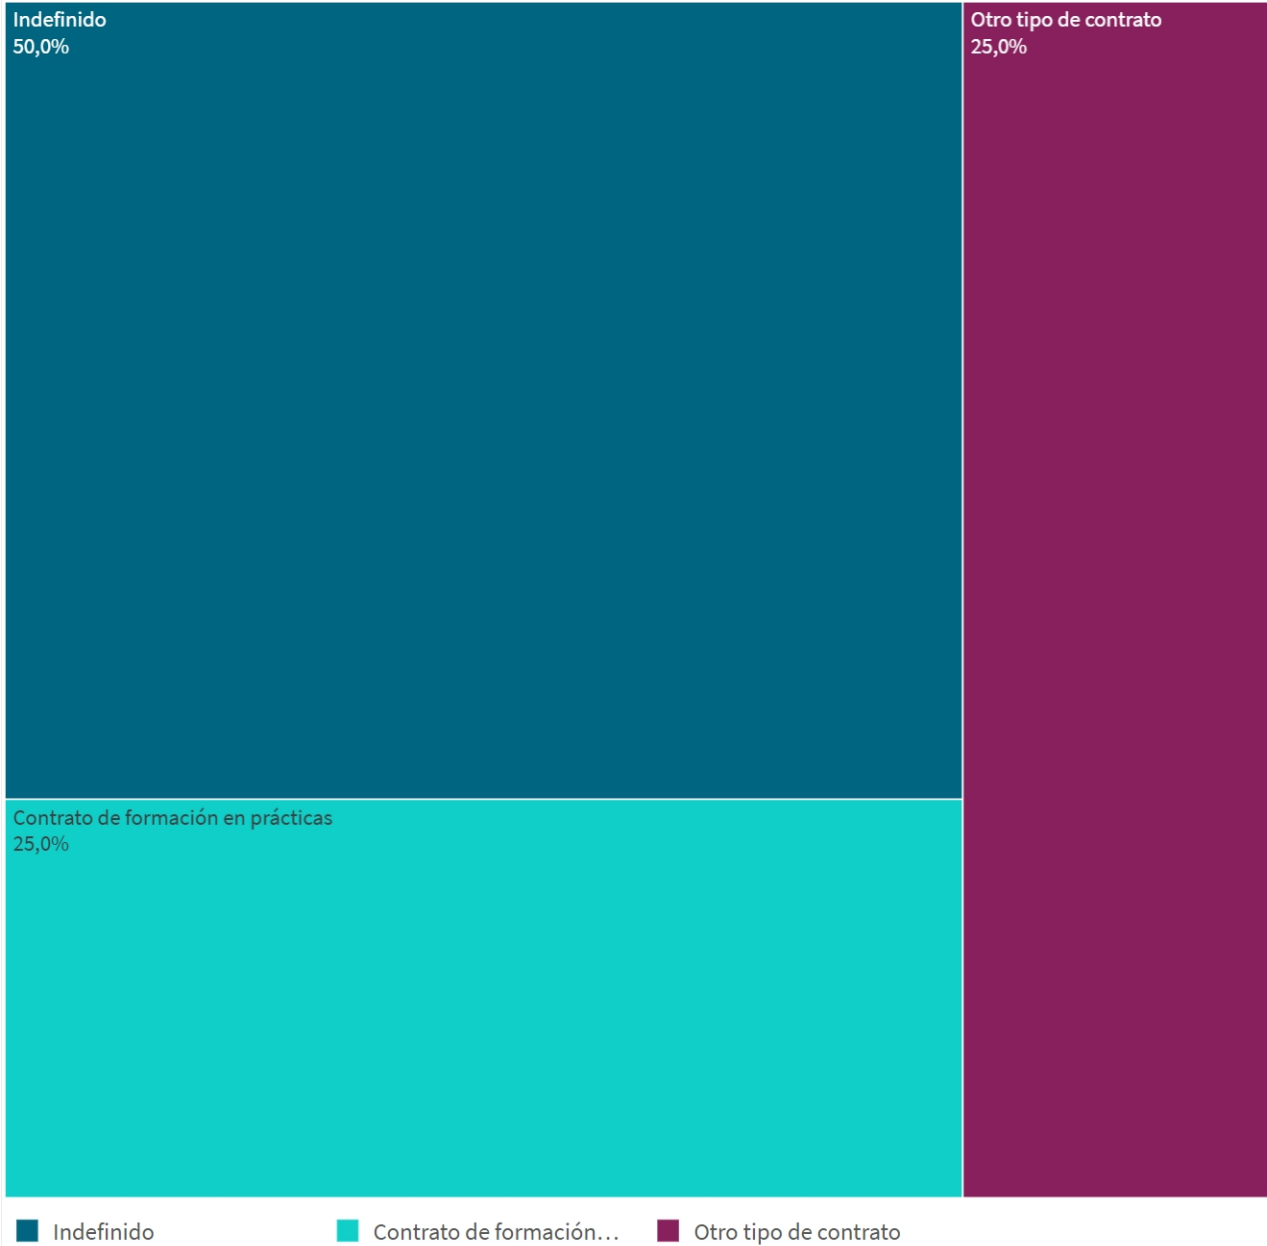 Indefinido
50,0%
Otro tipo de contrato
25,0%
Contrato de formación en prácticas
25,0%
Indefinido
Contrato de formación...
Otro tipo de contrato